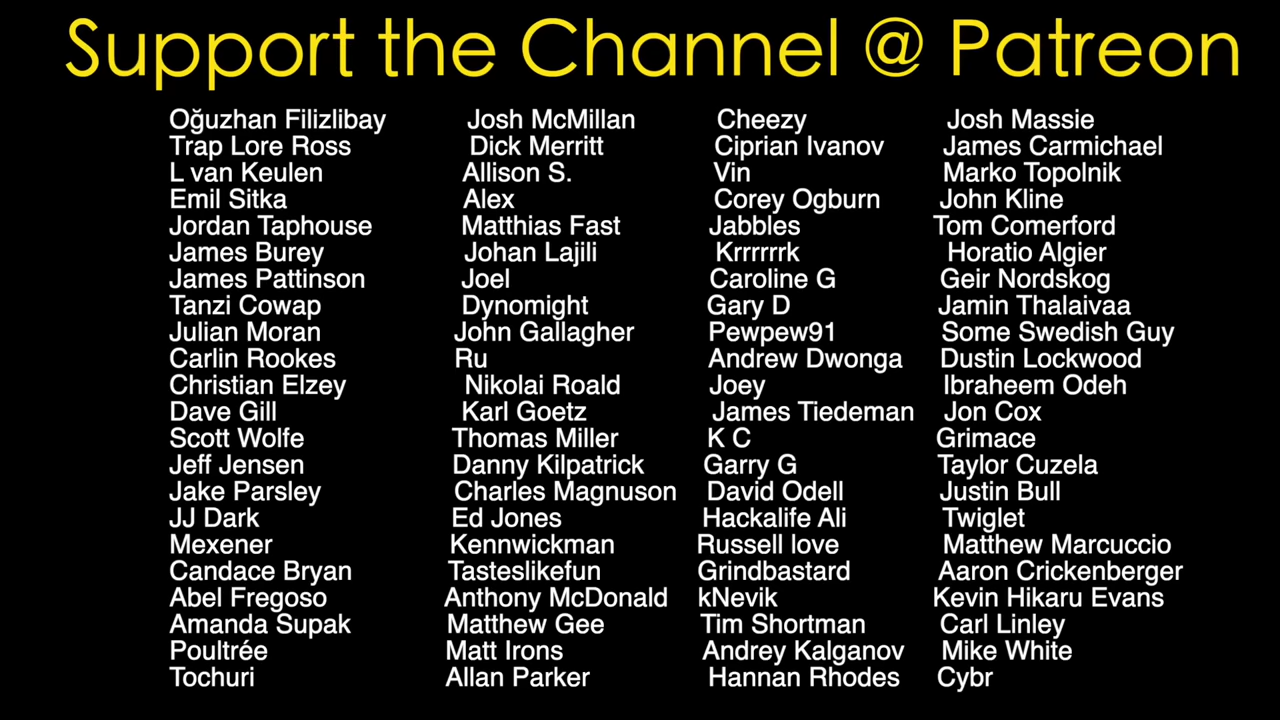 Support the Channel @ Patreon
Oğuzhan Filizlibay
Trap Lore Ross
L van Keulen
Emil Sitka
Jordan Taphouse
James Burey
James Pattinson
Tanzi Cowap
Julian Moran
Carlin Rookes
Christian Elzey
Dave Gill
Scott Wolfe
Jeff Jensen
Jake Parsley
JJ Dark
Mexener
Candace Bryan
Abel Fregoso
Amanda Supak
Poultrée
Tochuri
Josh McMillan
Dick Merritt
Allison S.
Alex
Matthias Fast
Johan Lajili
Joel
Dynomight
John Gallagher
Ru
Nikolai Roald
Karl Goetz
Thomas Miller
Danny Kilpatrick
Charles Magnuson
Ed Jones
Kennwickman
Tasteslikefun
Anthony McDonald
Matthew Gee
Matt Irons
Allan Parker
Cheezy
Ciprian Ivanov
Vin
Corey Ogburn
Jabbles
Krrrrrrk
Caroline G
Gary D
Pewpew91
Andrew Dwonga
Joey
James Tiedeman
K C
Garry G
David Odell
Hackalife Ali
Russell love
Grindbastard
kNevik
Tim Shortman
Andrey Kalganov
Hannan Rhodes
Josh Massie
James Carmichael
Marko Topolnik
John Kline
Tom Comerford
Horatio Algier
Geir Nordskog
Jamin Thalaivaa
Some Swedish Guy
Dustin Lockwood
Ibraheem Odeh
Jon Cox
Grimace
Taylor Cuzela
Justin Bull
Twiglet
Matthew Marcuccio
Aaron Crickenberger
Kevin Hikaru Evans
Carl Linley
Mike White
Cybr